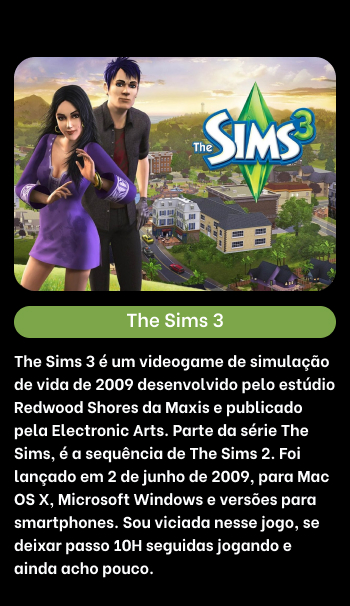 The SIMS 3
The Sims 3
The Sims 3 é um videogame de simulação
de vida de 2009 desenvolvido pelo estúdio
Redwood Shores da Maxis e publicado
pela Electronic Arts. Parte da série The
Sims, é a sequência de The Sims 2. Foi
lançado em 2 de junho de 2009, para Mac
OS X, Microsoft Windows e versões para
smartphones. Sou viciada nesse jogo, se
deixar passo 10H seguidas jogando e
ainda acho pouco.